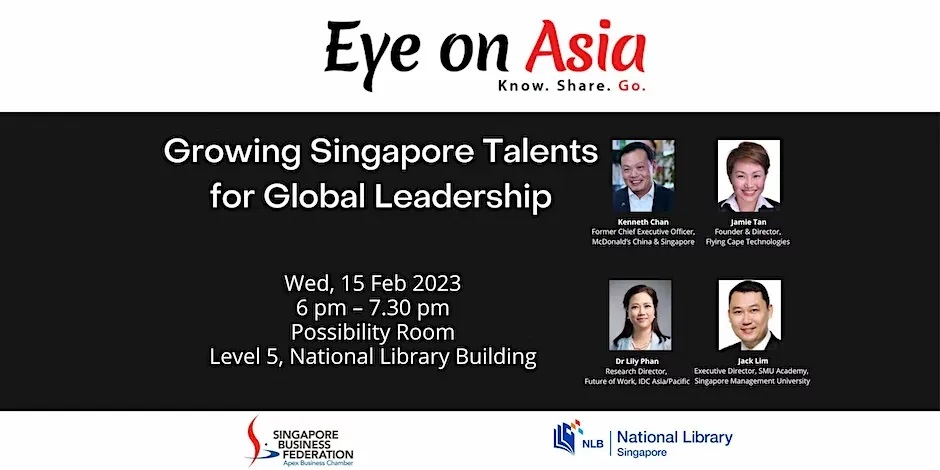 Eye on Asia
Know. Share. Go.
Growing Singapore Talents
for Global Leadership
Wed, 15 Feb 2023
6 pm – 7.30 pm
Possibility Room
Level 5, National Library Building
Kenneth Chan
Former Chief Executive Officer,
McDonald's China & Singapore
Jamie Tan
Founder & Director,
Flying Cape Technologies
Dr Lily Phan
Research Director,
Future of Work, IDC Asia/Pacific
Jack Lim
Executive Director, SMU Academy,
Singapore Management University
SINGAPORE
BUSINESS
FEDERATION
Apex Business Chamber
NLB
National Library
Singapore